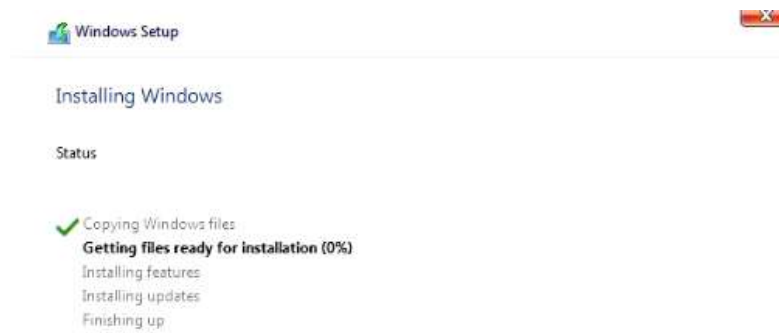 Windows Setup
Installing Windows
Status
Copying Windows files
Getting files ready for installation (0%)
Installing features
Installing updates
Finishing up